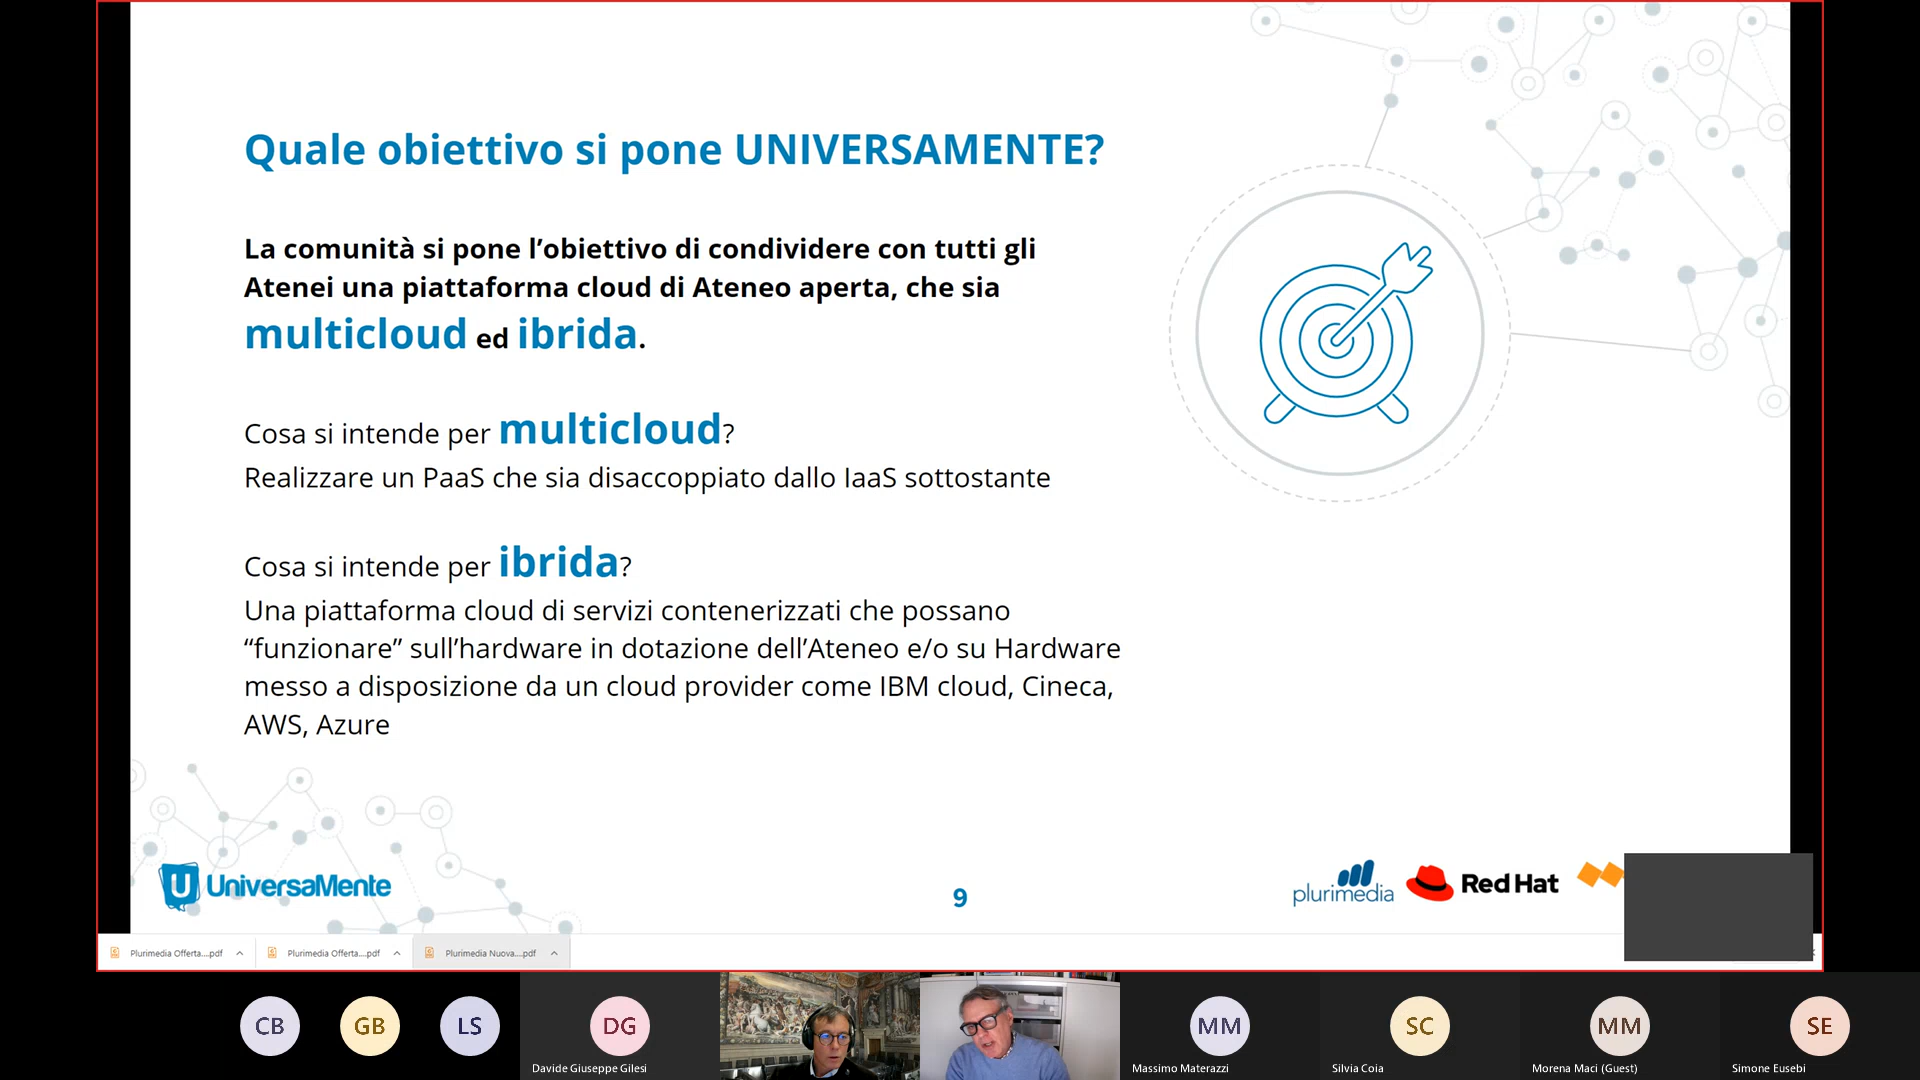 Quale obiettivo si pone UNIVERSAMENTE?
La comunità si pone l’obiettivo di condividere con tutti gli
Atenei una piattaforma cloud di Ateneo aperta, che sia
multicloud ed ibrida.
Cosa si intende per multicloud?
Realizzare un PaaS che sia disaccoppiato dallo IaaS sottostante
Cosa si intende per ibrida?
Una piattaforma cloud di servizi contenerizzati che possano
“funzionare” sull’hardware in dotazione dell’Ateneo e/o su Hardware
messo a disposizione da un cloud provider come IBM cloud, Cineca,
AWS, Azure
U UniversaMente
9
plurimedia
Red Hat
Plurimedia Offerta....pdf
Plurimedia Offerta....pdf
Plurimedia Nuova....pdf
CB
GB
LS
DG
MM
SC
MM
SE
Davide Giuseppe Gilesi
Massimo Materazzi
Silvia Coia
Morena Maci (Guest)
Simone Eusebi